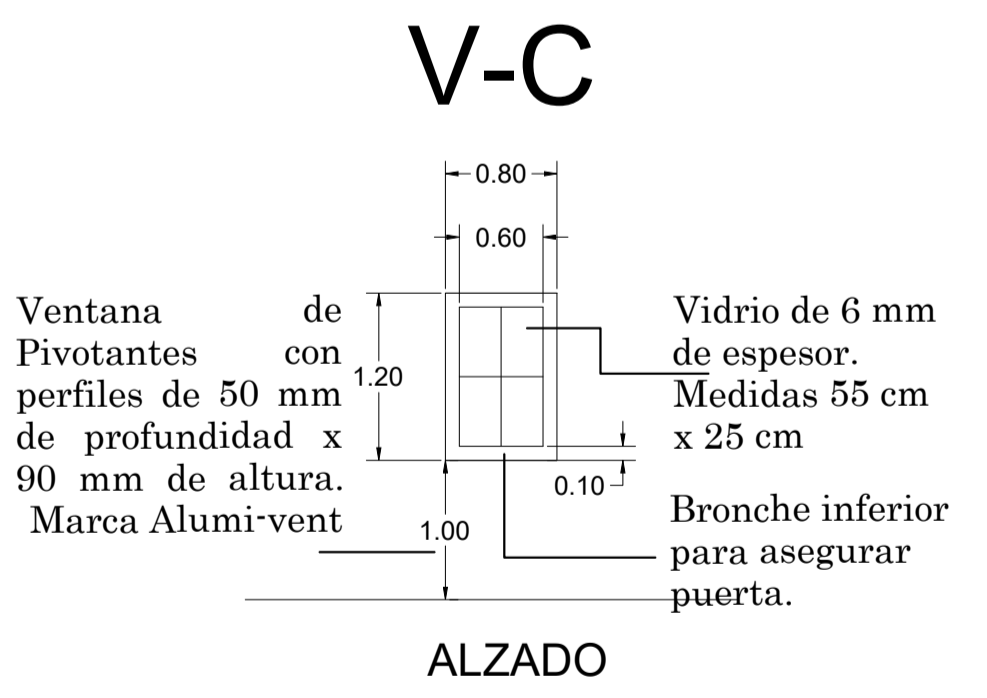 V-C
0.80
0.60
Ventana de
Pivotantes con
perfiles de 50 mm
de profundidad x
90 mm de altura.
Marca Alumi-vent
1.20
Vidrio de 6 mm
de espesor.
Medidas 55 cm
x 25 cm
0.10
1.00
Bronche inferior
para asegurar
puerta.
ALZADO